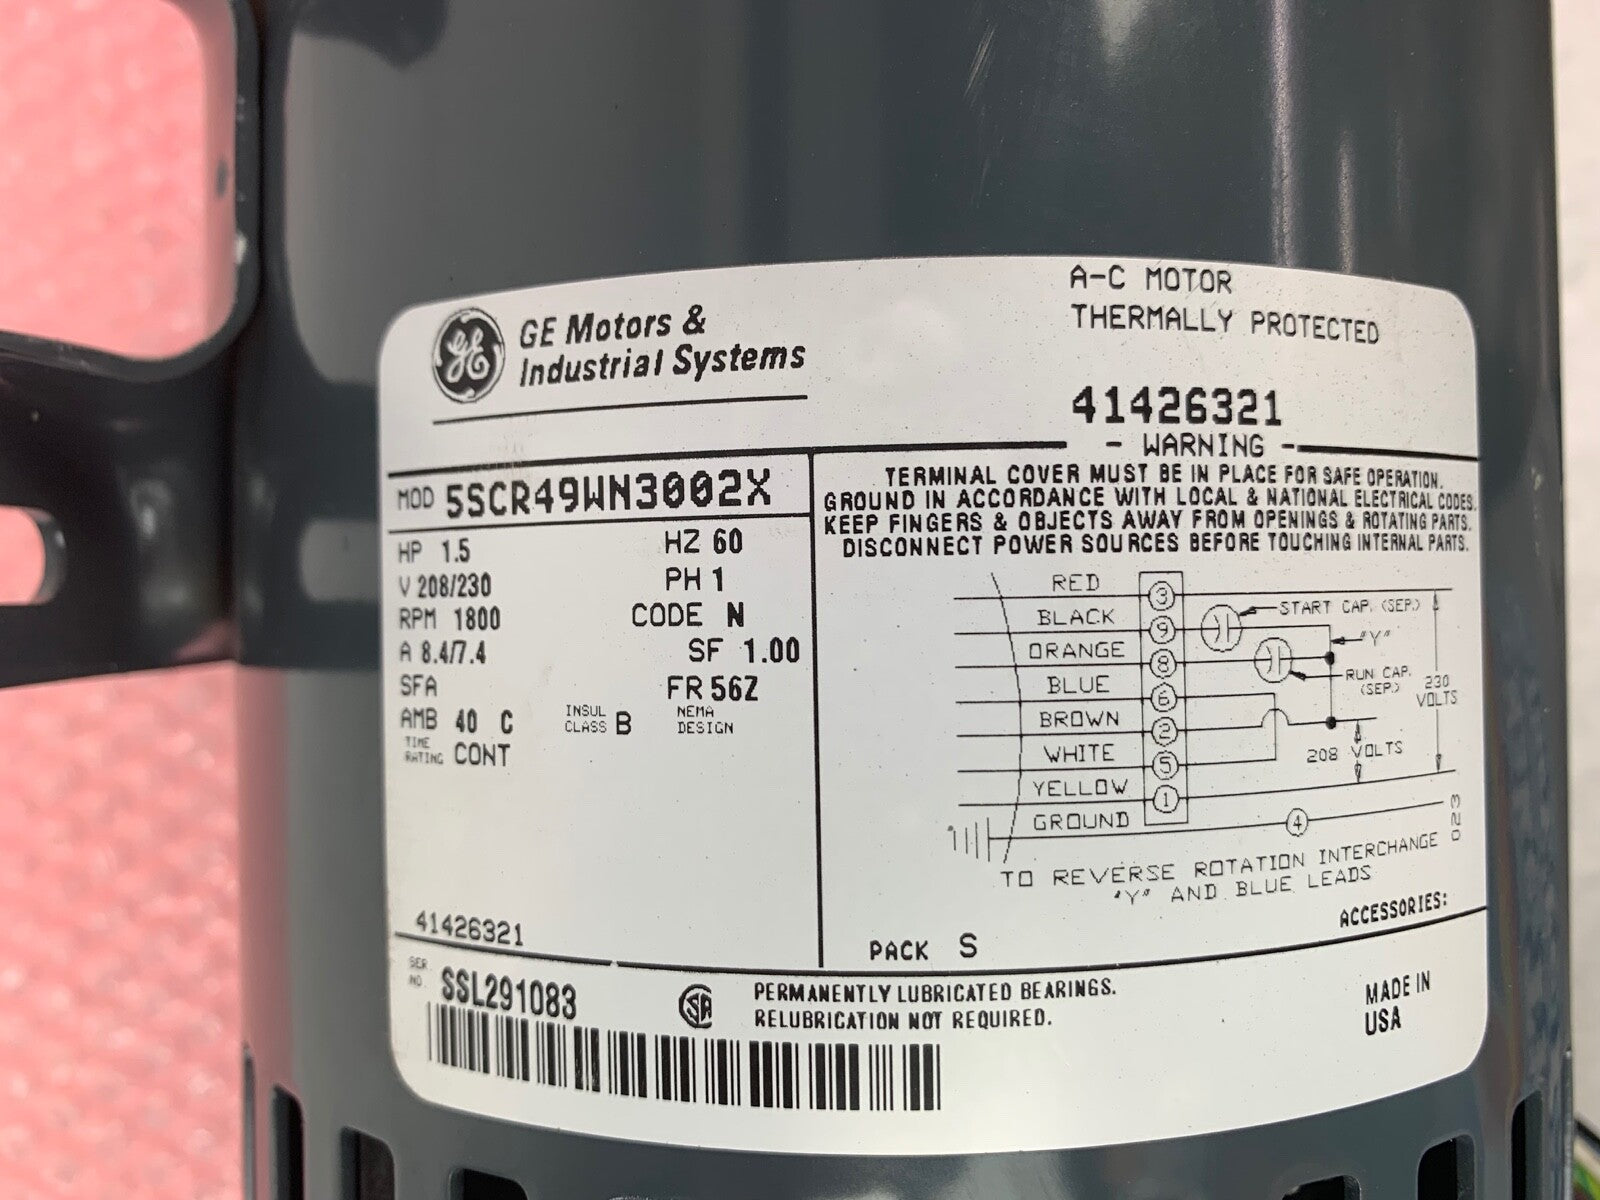 A-C MOTOR
THERMALLY PROTECTED
GE
GE Motors &
Industrial Systems
41426321
- WARNING -
TERMINAL COVER MUST BE IN PLACE FOR SAFE OPERATION.
GROUND IN ACCORDANCE WITH LOCAL & NATIONAL ELECTRICAL CODES.
KEEP FINGERS & OBJECTS AWAY FROM OPENINGS & ROTATING PARTS.
DISCONNECT POWER SOURCES BEFORE TOUCHING INTERNAL PARTS.
MOD 5SCR49WN3002X
HP 1.5 HZ 60
V 208/230 PH 1
RPM 1800 CODE N
A 8.4/7.4 SF 1.00
SFA FR 56Z
AMB 40 C INSUL CLASS B NEMA DESIGN
TIME RATING CONT
RED 3
BLACK 9 START CAP. (SEP.)
ORANGE 8 "Y"
BLUE 6 RUN CAP. (SEP.) 230 VOLTS
BROWN 2
WHITE 5 208 VOLTS
YELLOW 1
GROUND 4
023
TO REVERSE ROTATION INTERCHANGE
"Y" AND BLUE LEADS
ACCESSORIES:
PACK S
41426321
SER NO SSL291083
SA
PERMANENTLY LUBRICATED BEARINGS.
RELUBRICATION NOT REQUIRED.
MADE IN
USA